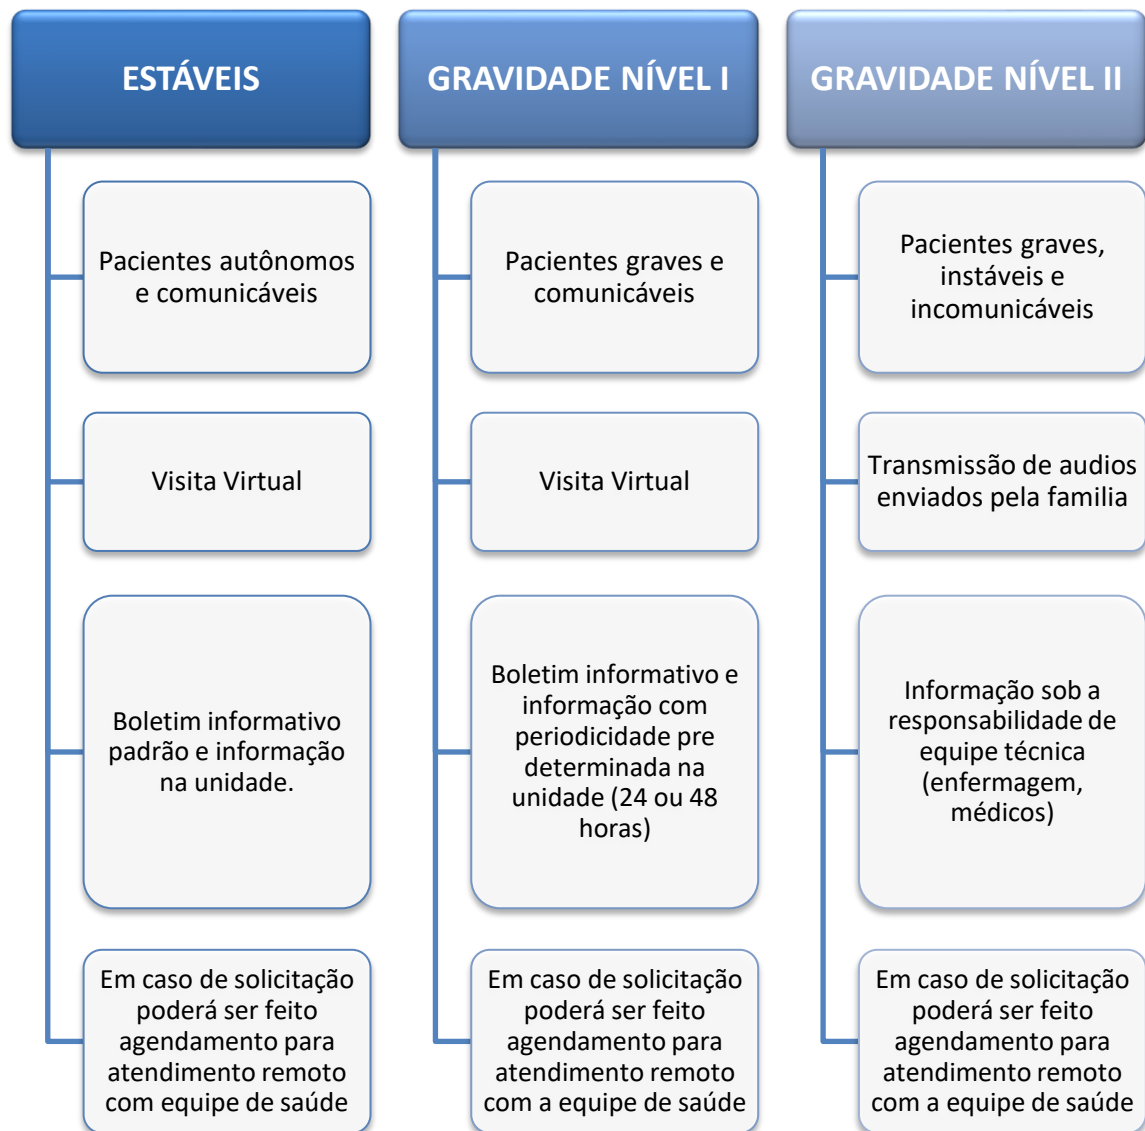 ESTÁVEIS
Pacientes autônomos
e comunicáveis
Visita Virtual
Boletim informativo
padrão e informação
na unidade.
Em caso de solicitação
poderá ser feito
agendamento para
atendimento remoto
com equipe de saúde
GRAVIDADE NÍVEL I
Pacientes graves e
comunicáveis
Visita Virtual
Boletim informativo e
informação com
periodicidade pre
determinada na
unidade (24 ou 48
horas)
Em caso de solicitação
poderá ser feito
agendamento para
atendimento remoto
com a equipe de saúde
GRAVIDADE NÍVEL II
Pacientes graves,
instáveis e
incomunicáveis
Transmissão de audios
enviados pela familia
Informação sob a
responsabilidade de
equipe técnica
(enfermagem,
médicos)
Em caso de solicitação
poderá ser feito
agendamento para
atendimento remoto
com a equipe de saúde